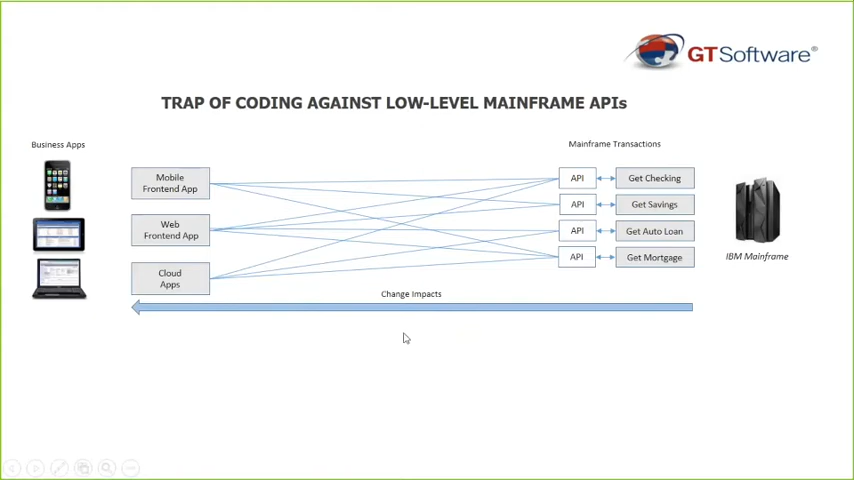 GTSoftware®
TRAP OF CODING AGAINST LOW-LEVEL MAINFRAME APIs
Business Apps
Mainframe Transactions
Mobile
Frontend App
Web
Frontend App
Cloud
Apps
API
Get Checking
API
Get Savings
API
Get Auto Loan
API
Get Mortgage
IBM Mainframe
Change Impacts